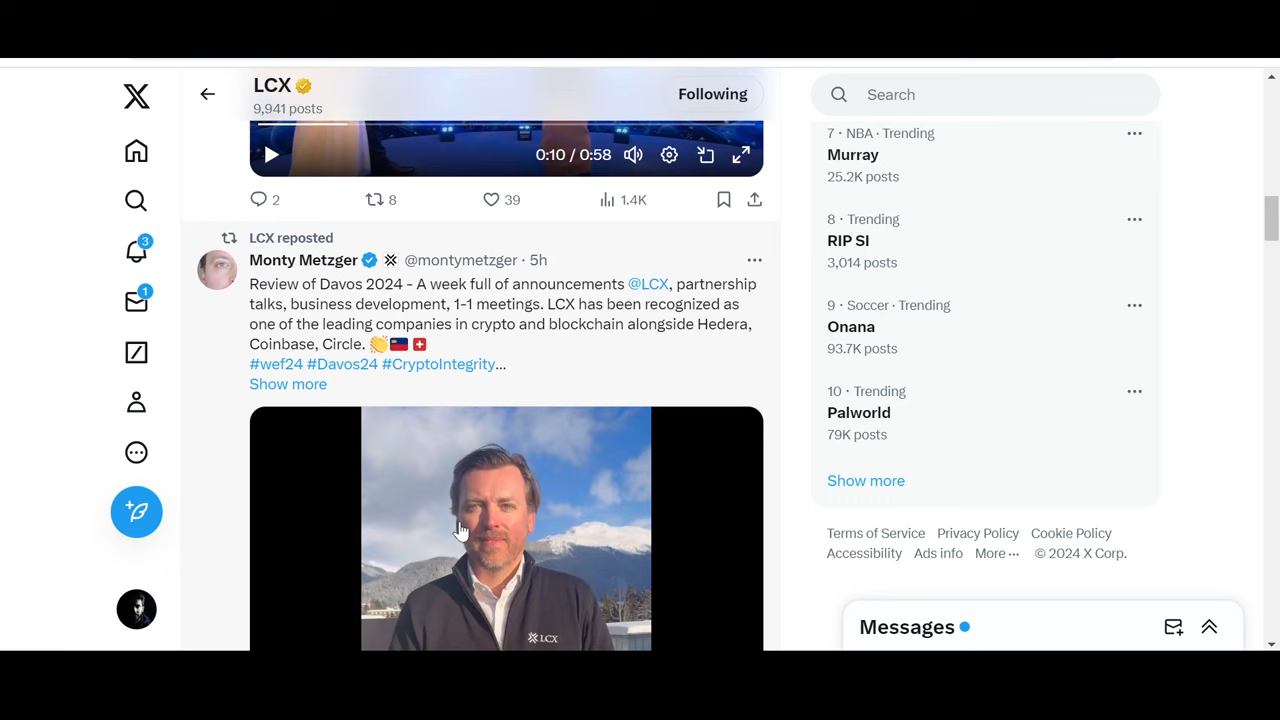 LCX
9,941 posts
Following
Search
0:10 / 0:58
2
8
39
1.4K
LCX reposted
Monty Metzger @montymetzger · 5h
Review of Davos 2024 - A week full of announcements @LCX, partnership
talks, business development, 1-1 meetings. LCX has been recognized as
one of the leading companies in crypto and blockchain alongside Hedera,
Coinbase, Circle. 👏🇱🇮🇨🇭
#wef24 #Davos24 #CryptoIntegrity...
Show more
LCX
7 · NBA · Trending
Murray
25.2K posts
8 · Trending
RIP SI
3,014 posts
9 · Soccer · Trending
Onana
93.7K posts
10 · Trending
Palworld
79K posts
Show more
Terms of Service Privacy Policy Cookie Policy
Accessibility Ads info More ··· © 2024 X Corp.
Messages
3
1